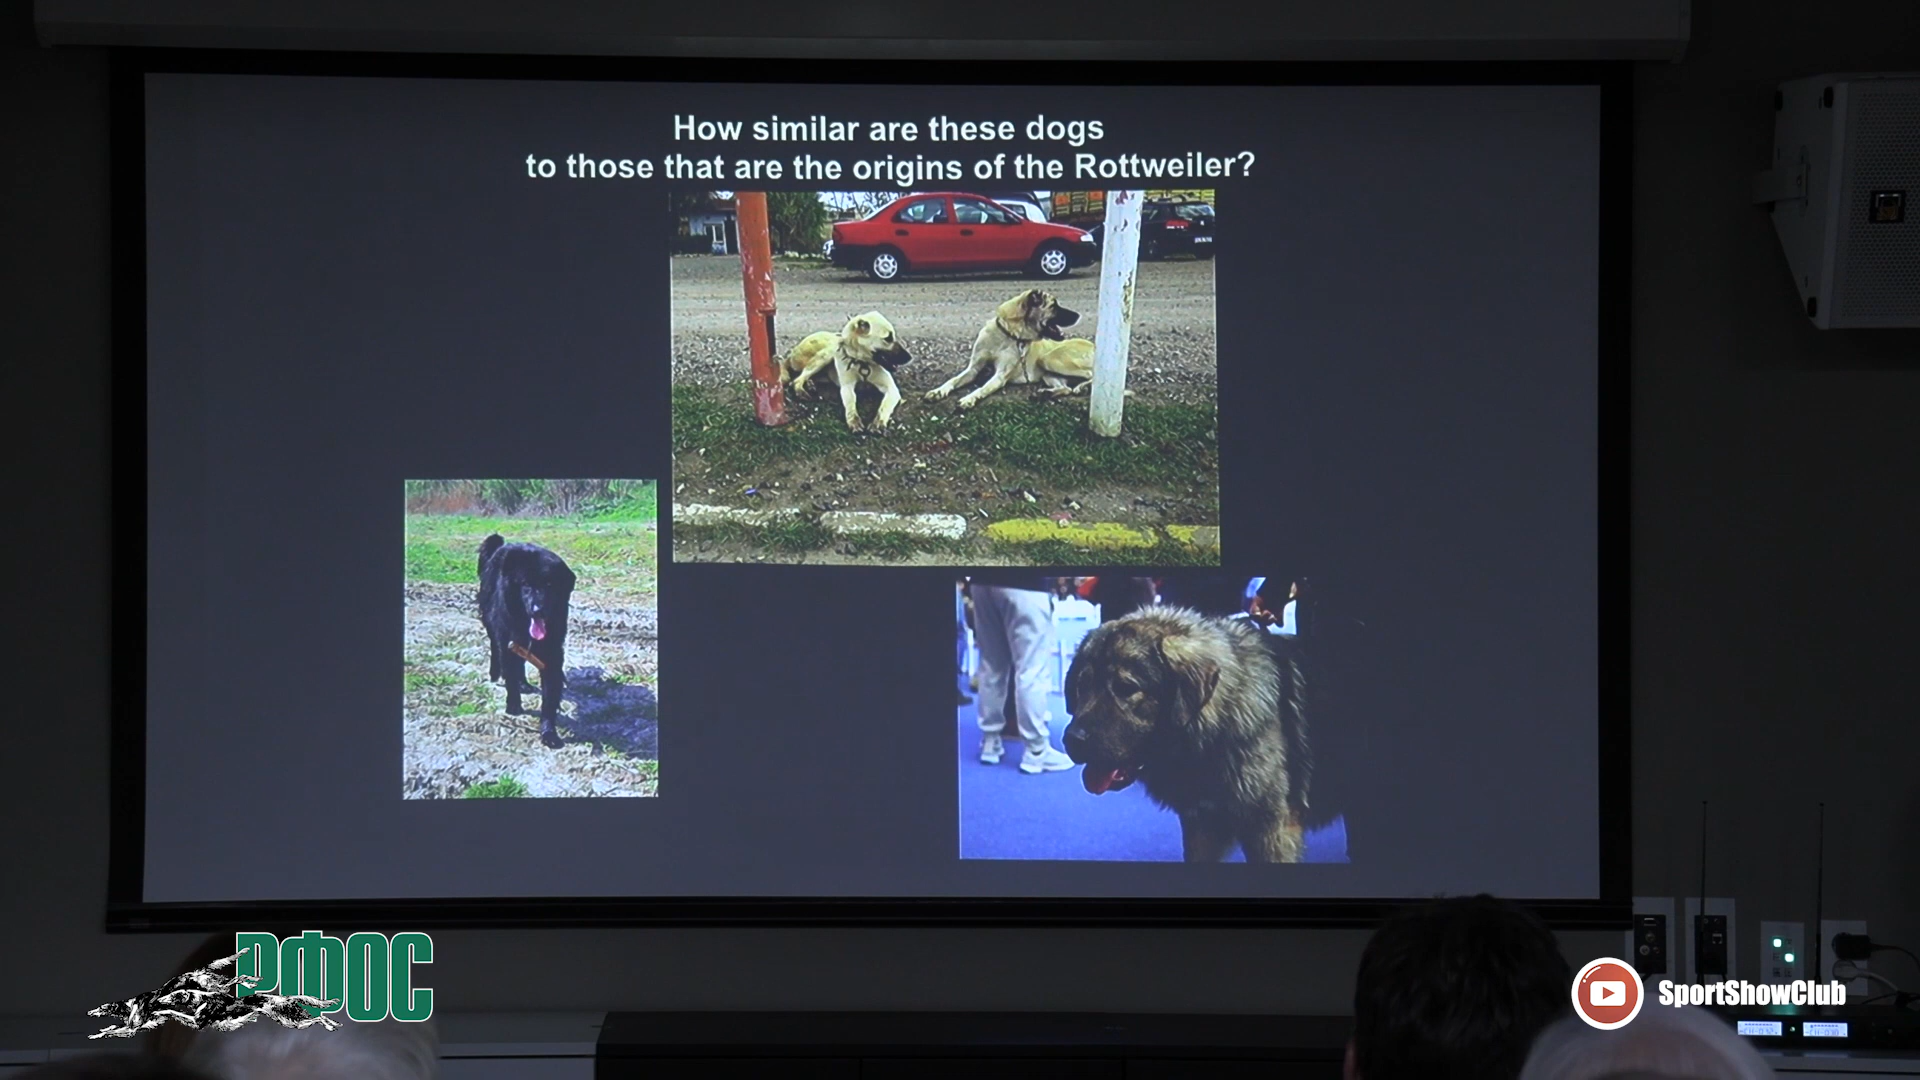 How similar are these dogs
to those that are the origins of the Rottweiler?
РФОС
SportShowClub